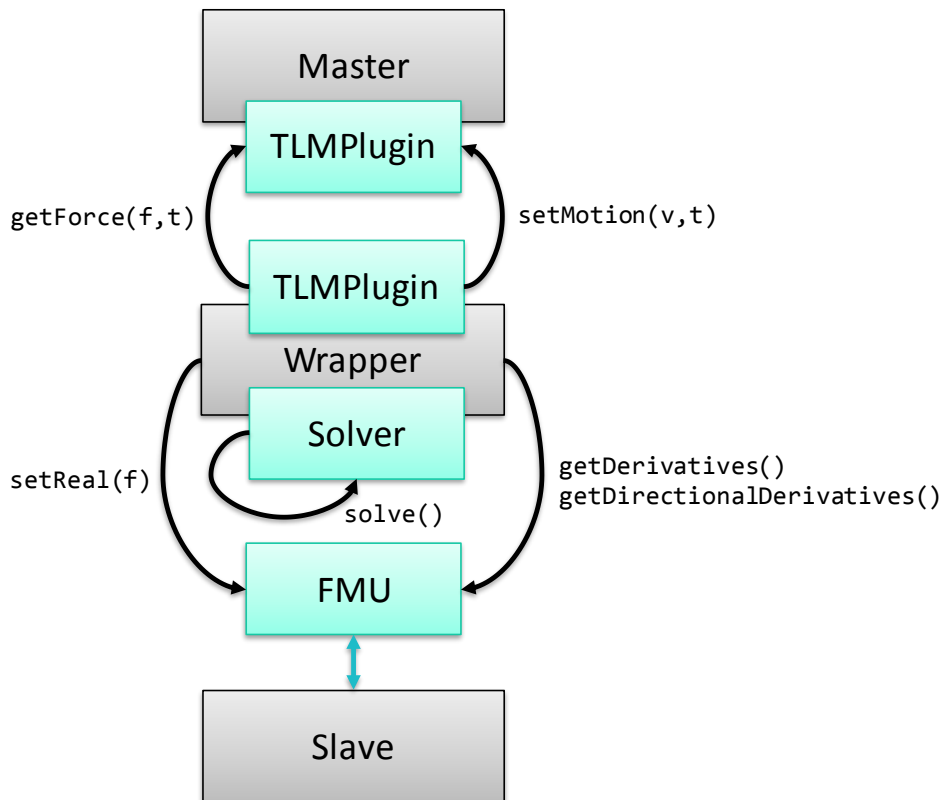 Master
TLMPlugin
getForce(f,t)
setMotion(v,t)
TLMPlugin
Wrapper
Solver
setReal(f)
getDerivatives()
getDirectionalDerivatives()
solve()
FMU
Slave